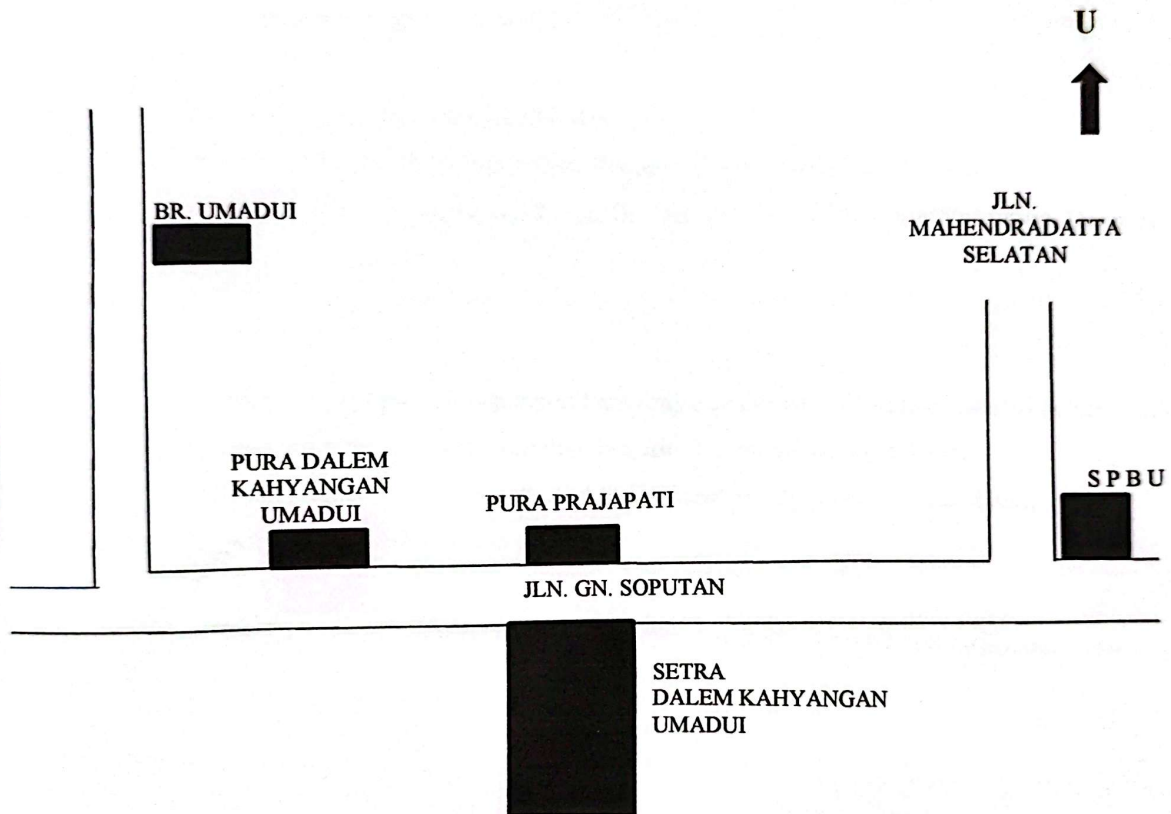 U
BR. UMADUI
JLN.
MAHENDRADATTA
SELATAN
PURA DALEM
KAHYANGAN
UMADUI
PURA PRAJAPATI
S P B U
JLN. GN. SOPUTAN
SETRA
DALEM KAHYANGAN
UMADUI